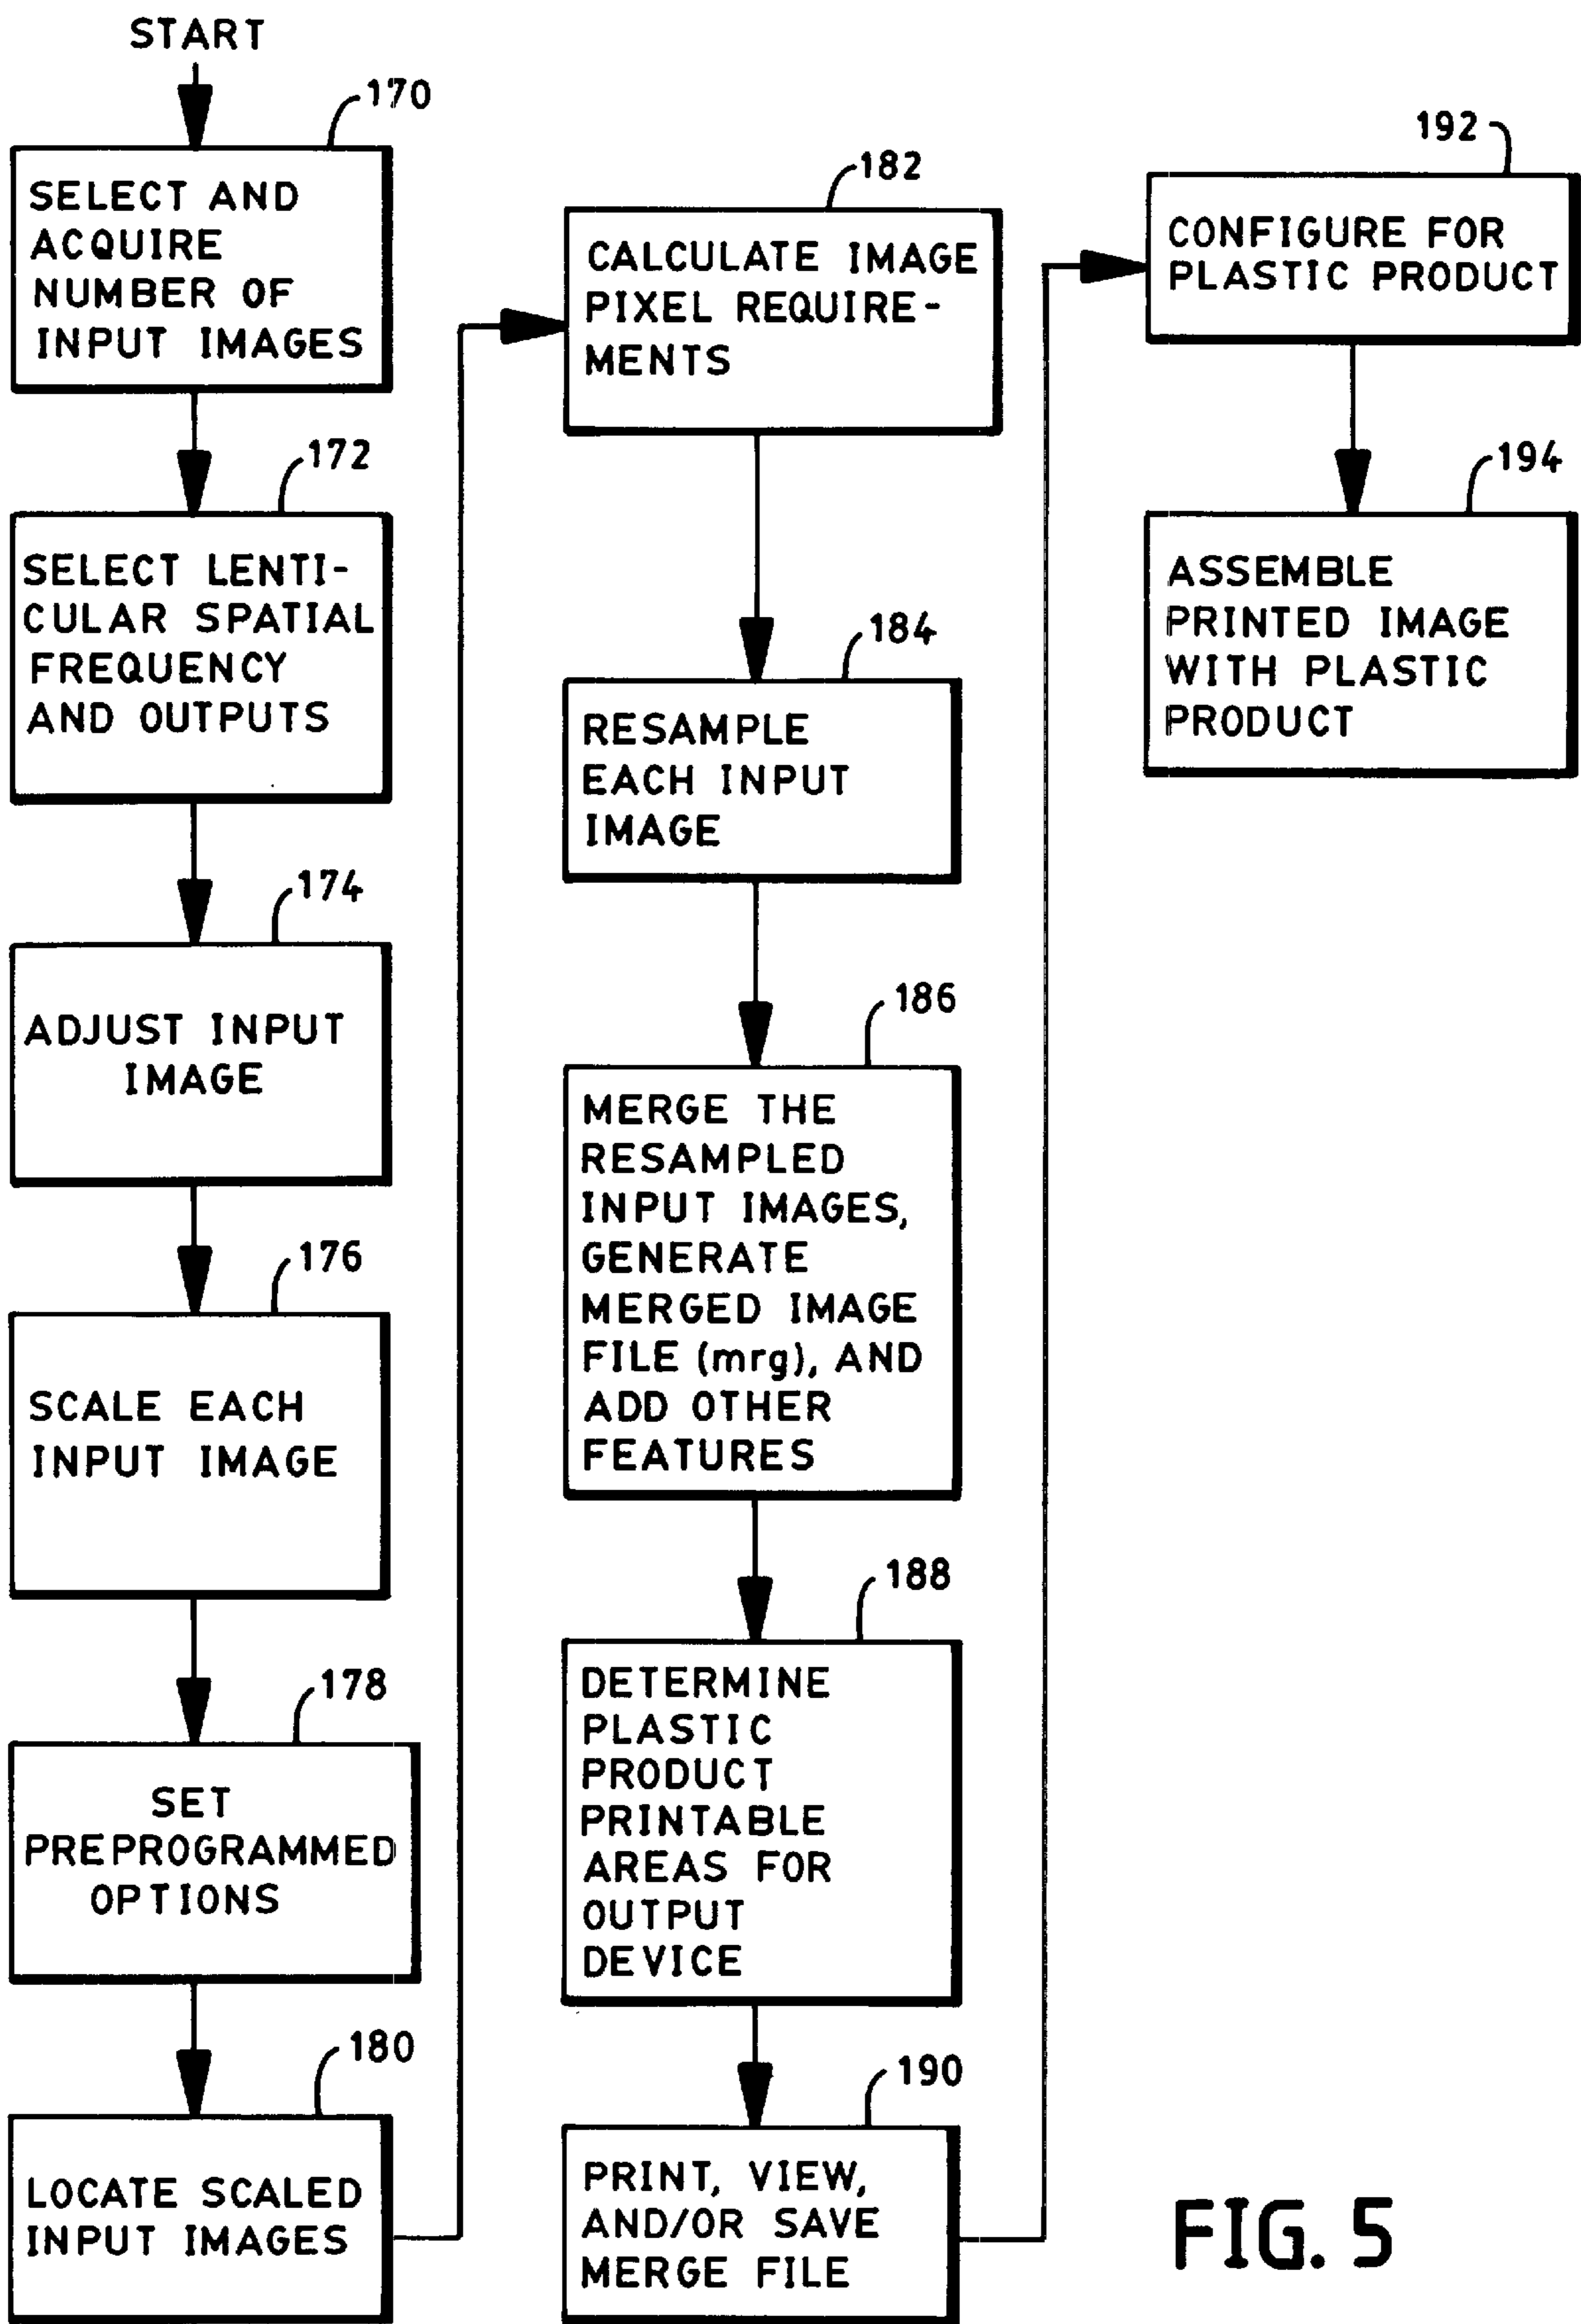 START
170
SELECT AND
ACQUIRE
NUMBER OF
INPUT IMAGES
172
SELECT LENTI-
CULAR SPATIAL
FREQUENCY
AND OUTPUTS
174
ADJUST INPUT
IMAGE
176
SCALE EACH
INPUT IMAGE
178
SET
PREPROGRAMMED
OPTIONS
180
LOCATE SCALED
INPUT IMAGES
182
CALCULATE IMAGE
PIXEL REQUIRE-
MENTS
184
RESAMPLE
EACH INPUT
IMAGE
186
MERGE THE
RESAMPLED
INPUT IMAGES,
GENERATE
MERGED IMAGE
FILE (mrg), AND
ADD OTHER
FEATURES
188
DETERMINE
PLASTIC
PRODUCT
PRINTABLE
AREAS FOR
OUTPUT
DEVICE
190
PRINT, VIEW,
AND/OR SAVE
MERGE FILE
192
CONFIGURE FOR
PLASTIC PRODUCT
194
ASSEMBLE
PRINTED IMAGE
WITH PLASTIC
PRODUCT
FIG. 5